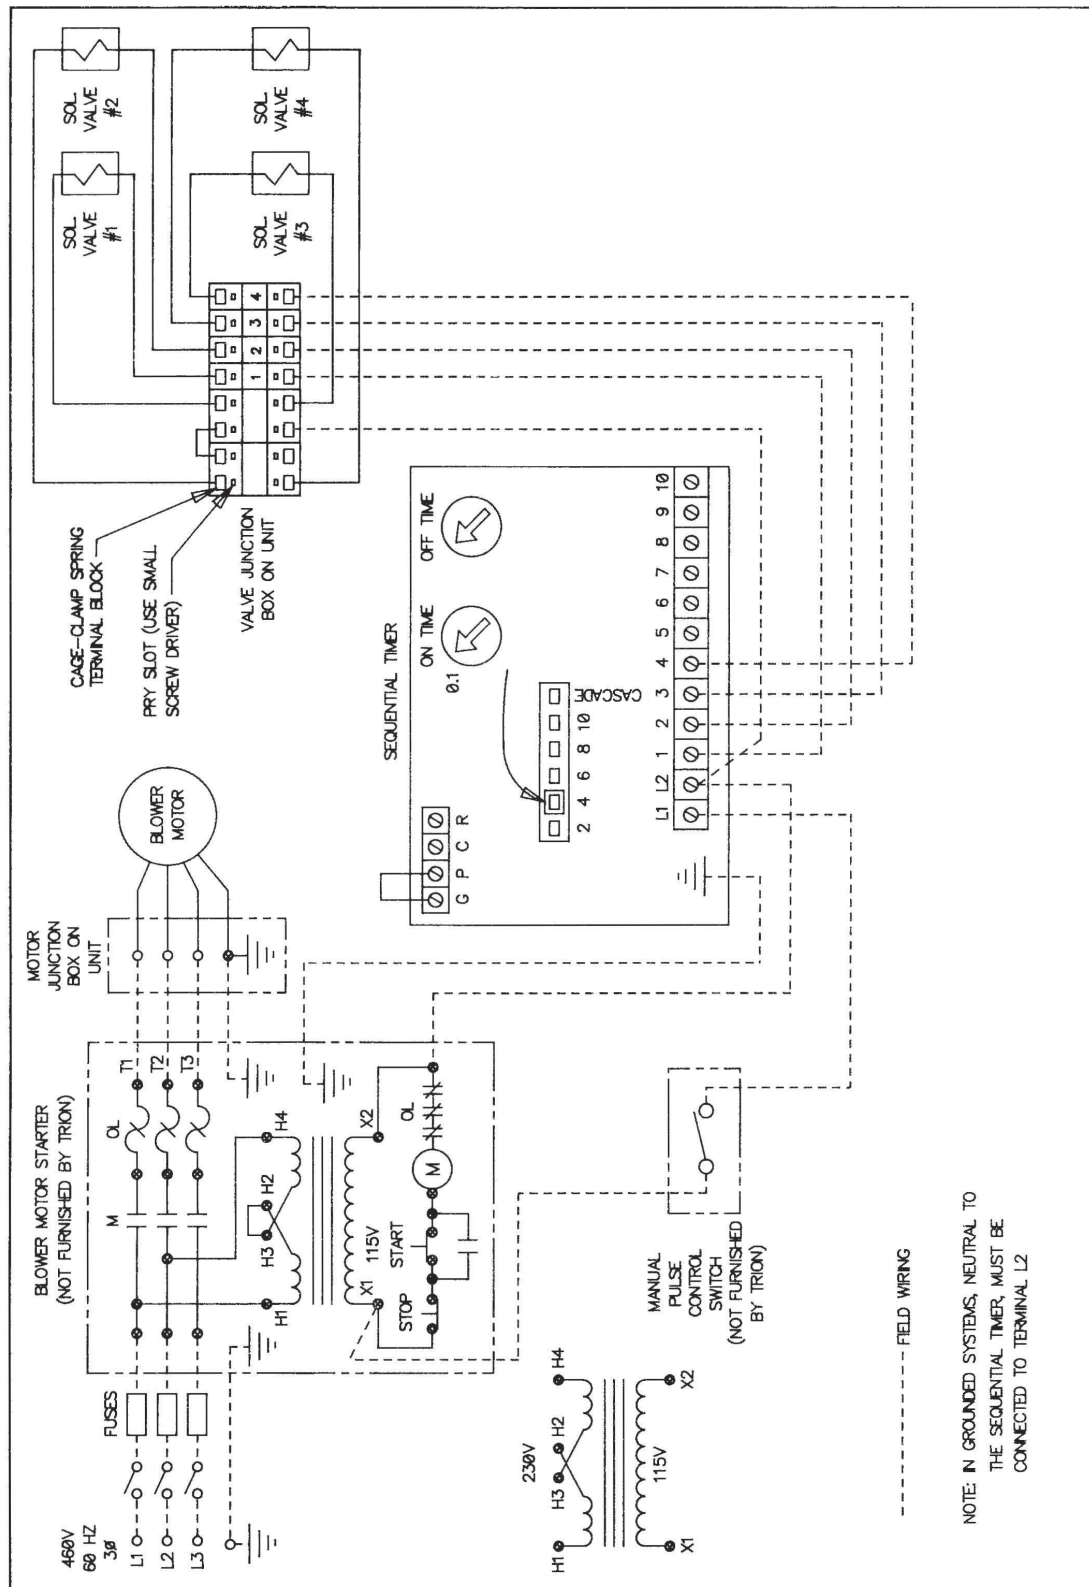 460V
60 HZ
3Ø
L1
L2
L3
FUSES
BLOWER MOTOR STARTER
(NOT FURNISHED BY TRION)
M
OL
T1
T2
T3
H1
H3
H2
H4
X1
115V
X2
STOP
START
M
OL
MOTOR
JUNCTION
BOX ON
UNIT
BLOWER
MOTOR
CAGE-CLAMP SPRING
TERMINAL BLOCK
PRY SLOT (USE SMALL
SCREW DRIVER)
VALVE JUNCTION
BOX ON UNIT
1
2
3
4
SOL.
VALVE
#1
SOL.
VALVE
#2
SOL.
VALVE
#3
SOL.
VALVE
#4
SEQUENTIAL TIMER
G
P
C
R
0.1
ON TIME
OFF TIME
2
4
6
8
10
CASCADE
L1
L2
1
2
3
4
5
6
7
8
9
10
230V
H1
H3
H2
H4
115V
X1
X2
MANUAL
PULSE
CONTROL
SWITCH
(NOT FURNISHED
BY TRION)
FIELD WIRING
NOTE: IN GROUNDED SYSTEMS, NEUTRAL TO
THE SEQUENTIAL TIMER, MUST BE
CONNECTED TO TERMINAL L2